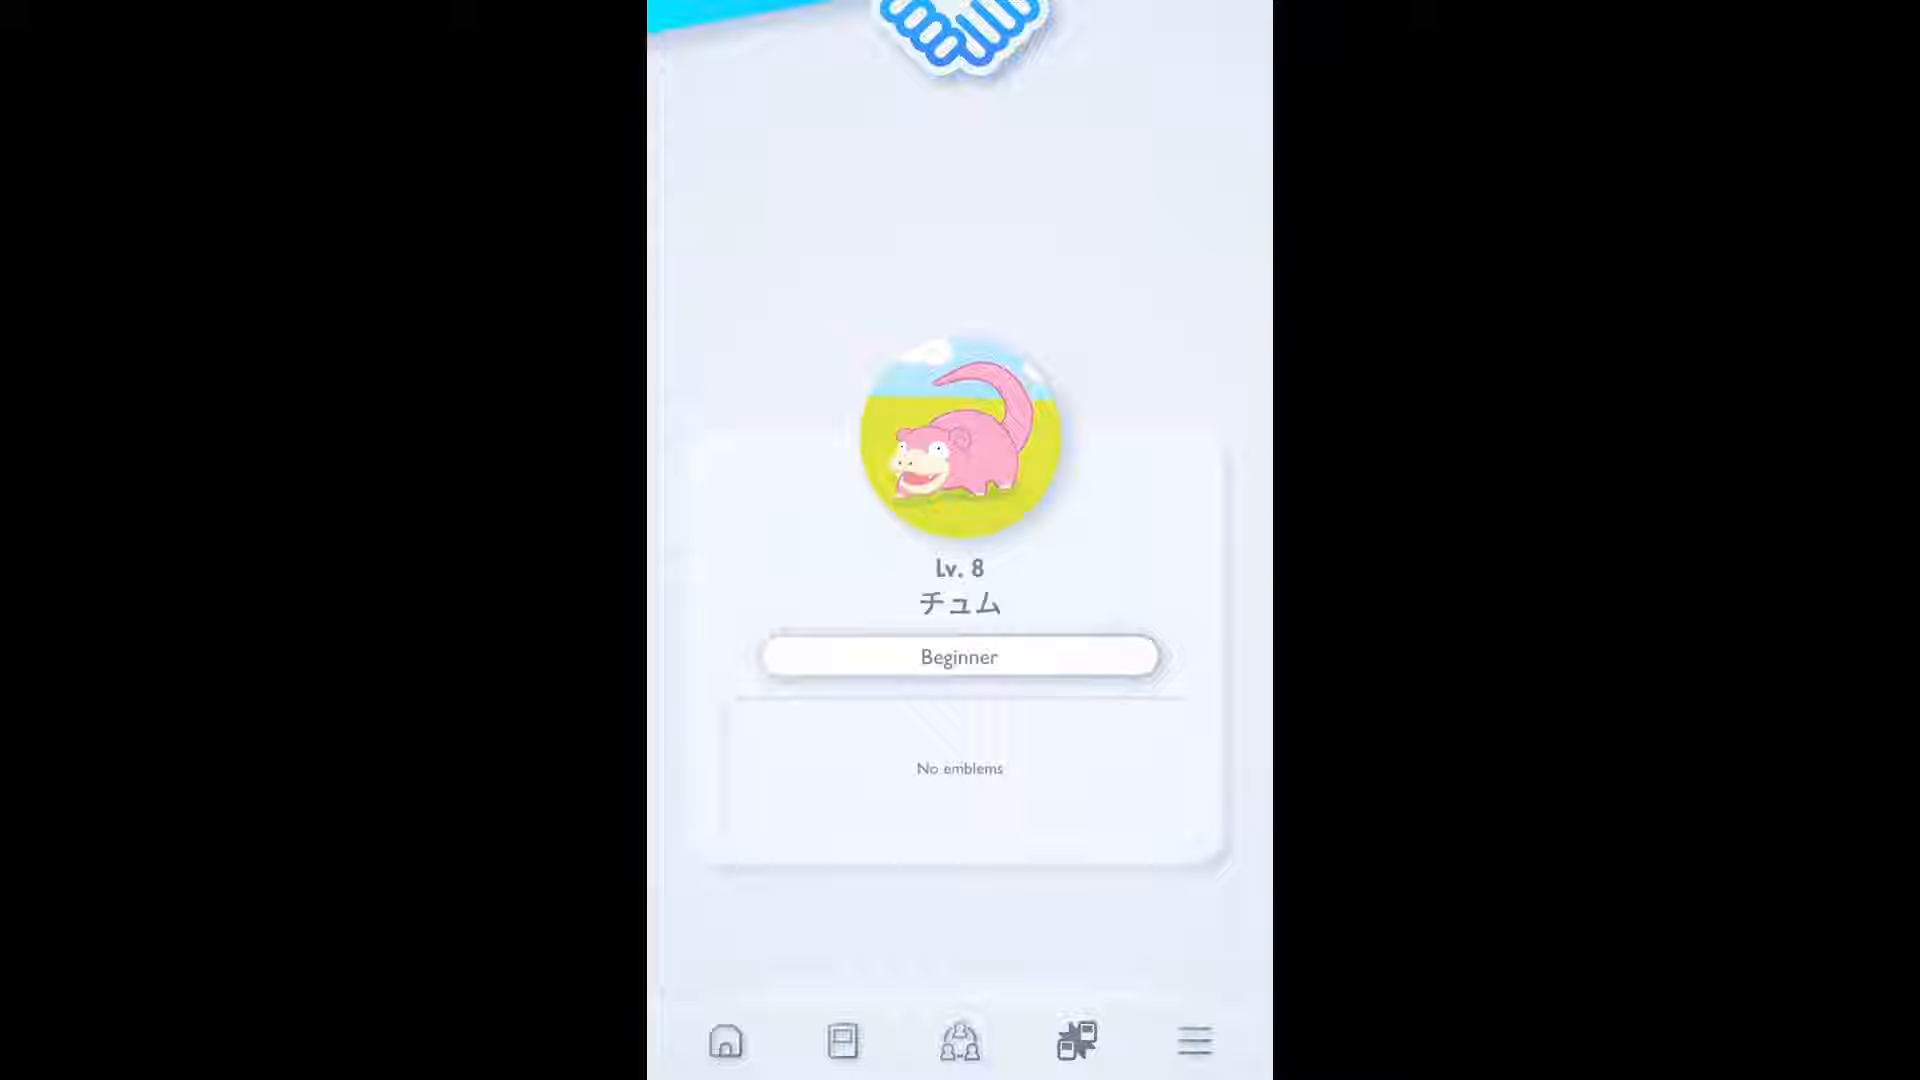 Lv. 8
チュム
Beginner
No emblems